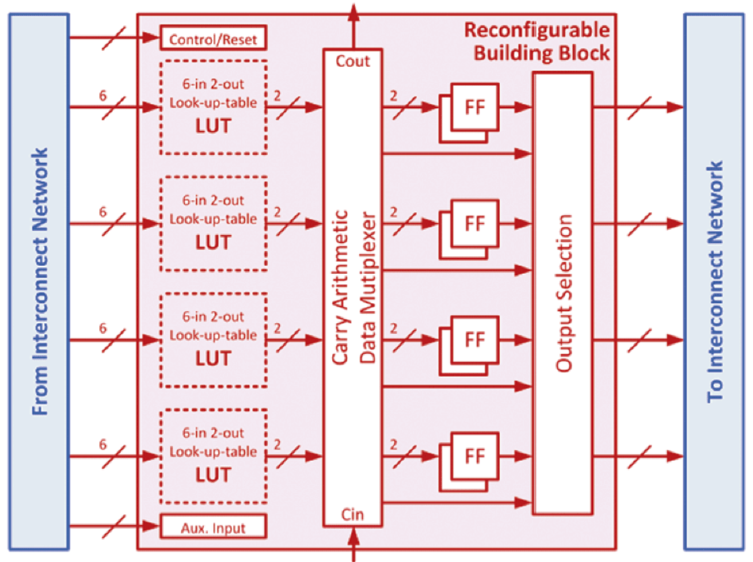 From Interconnect Network
Control/Reset
6
6-in 2-out
Look-up-table
LUT
2
6
6-in 2-out
Look-up-table
LUT
2
6
6-in 2-out
Look-up-table
LUT
2
6
6-in 2-out
Look-up-table
LUT
2
Aux. Input
Cout
Carry Arithmetic
Data Mutiplexer
Cin
Reconfigurable
Building Block
2
FF
2
FF
2
FF
2
FF
Output Selection
To Interconnect Network